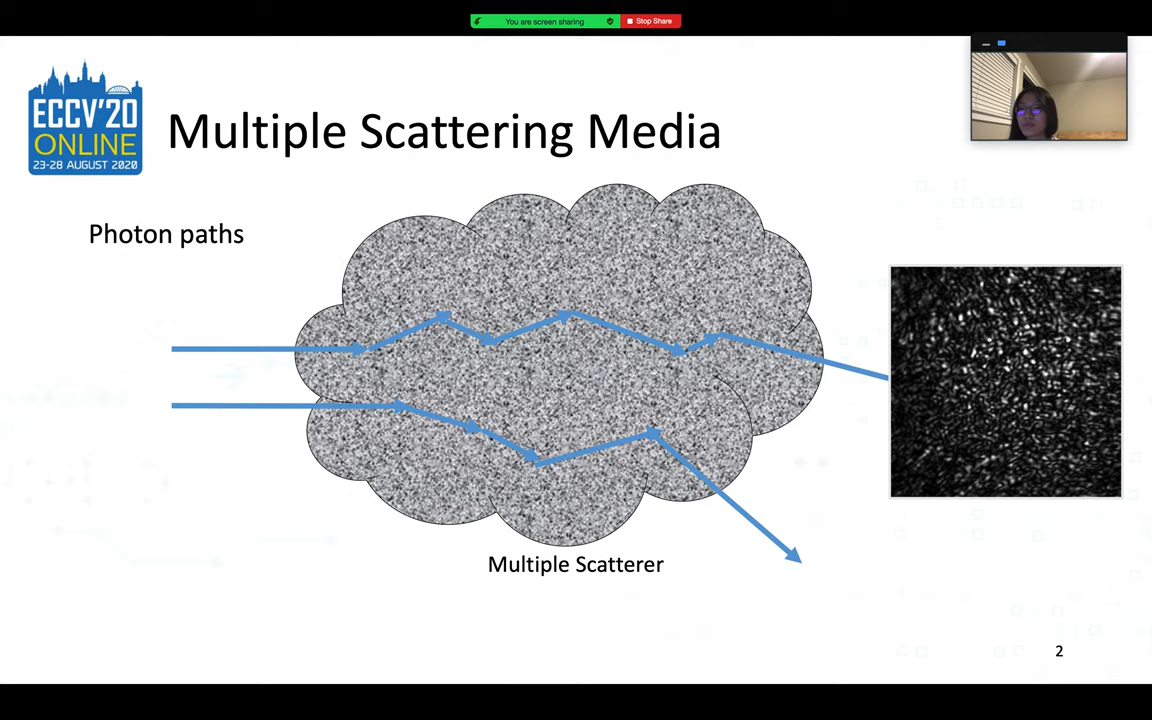 You are screen sharing
Stop Share
ECCV'20
ONLINE
23-28 AUGUST 2020
Multiple Scattering Media
Photon paths
Multiple Scatterer
2